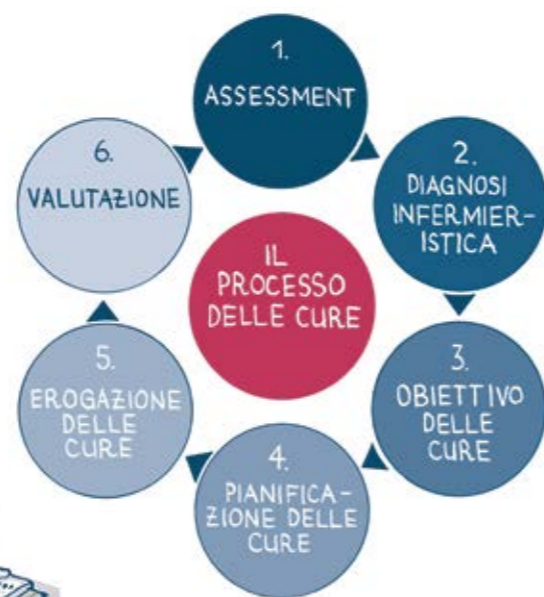 1.
ASSESSMENT
2.
DIAGNOSI
INFERMIER-
ISTICA
3.
OBIETTIVO
DELLE
CURE
4.
PIANIFICA-
ZIONE DELLE
CURE
5.
EROGAZIONE
DELLE
CURE
6.
VALUTAZIONE
IL
PROCESSO
DELLE CURE